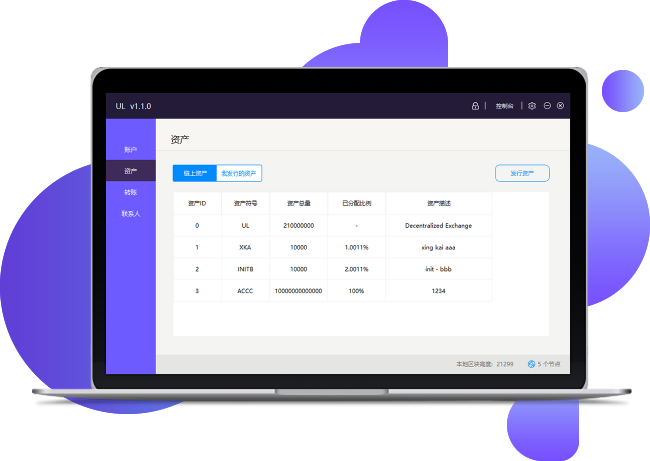 UL v1.1.0
控制台
账户
资产
转账
联系人
资产
链上资产 我发行的资产
发行资产
资产ID 资产符号 资产总量 已分配比例 资产描述
0 UL 210000000 - Decentralized Exchange
1 XKA 10000 1.0011% xing kai aaa
2 INITB 10000 2.0011% init - bbb
3 ACCC 10000000000000 100% 1234
本地区块高度: 21299 5 个节点